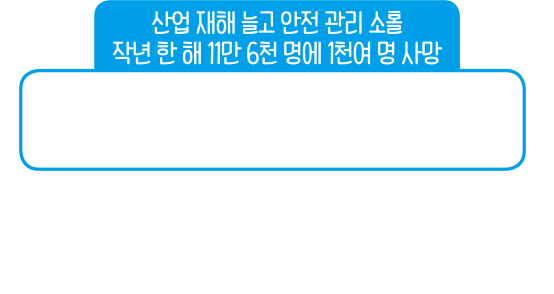 산업 재해 늘고 안전 관리 소홀
작년 한 해 11만 6천 명에 1천여 명 사망